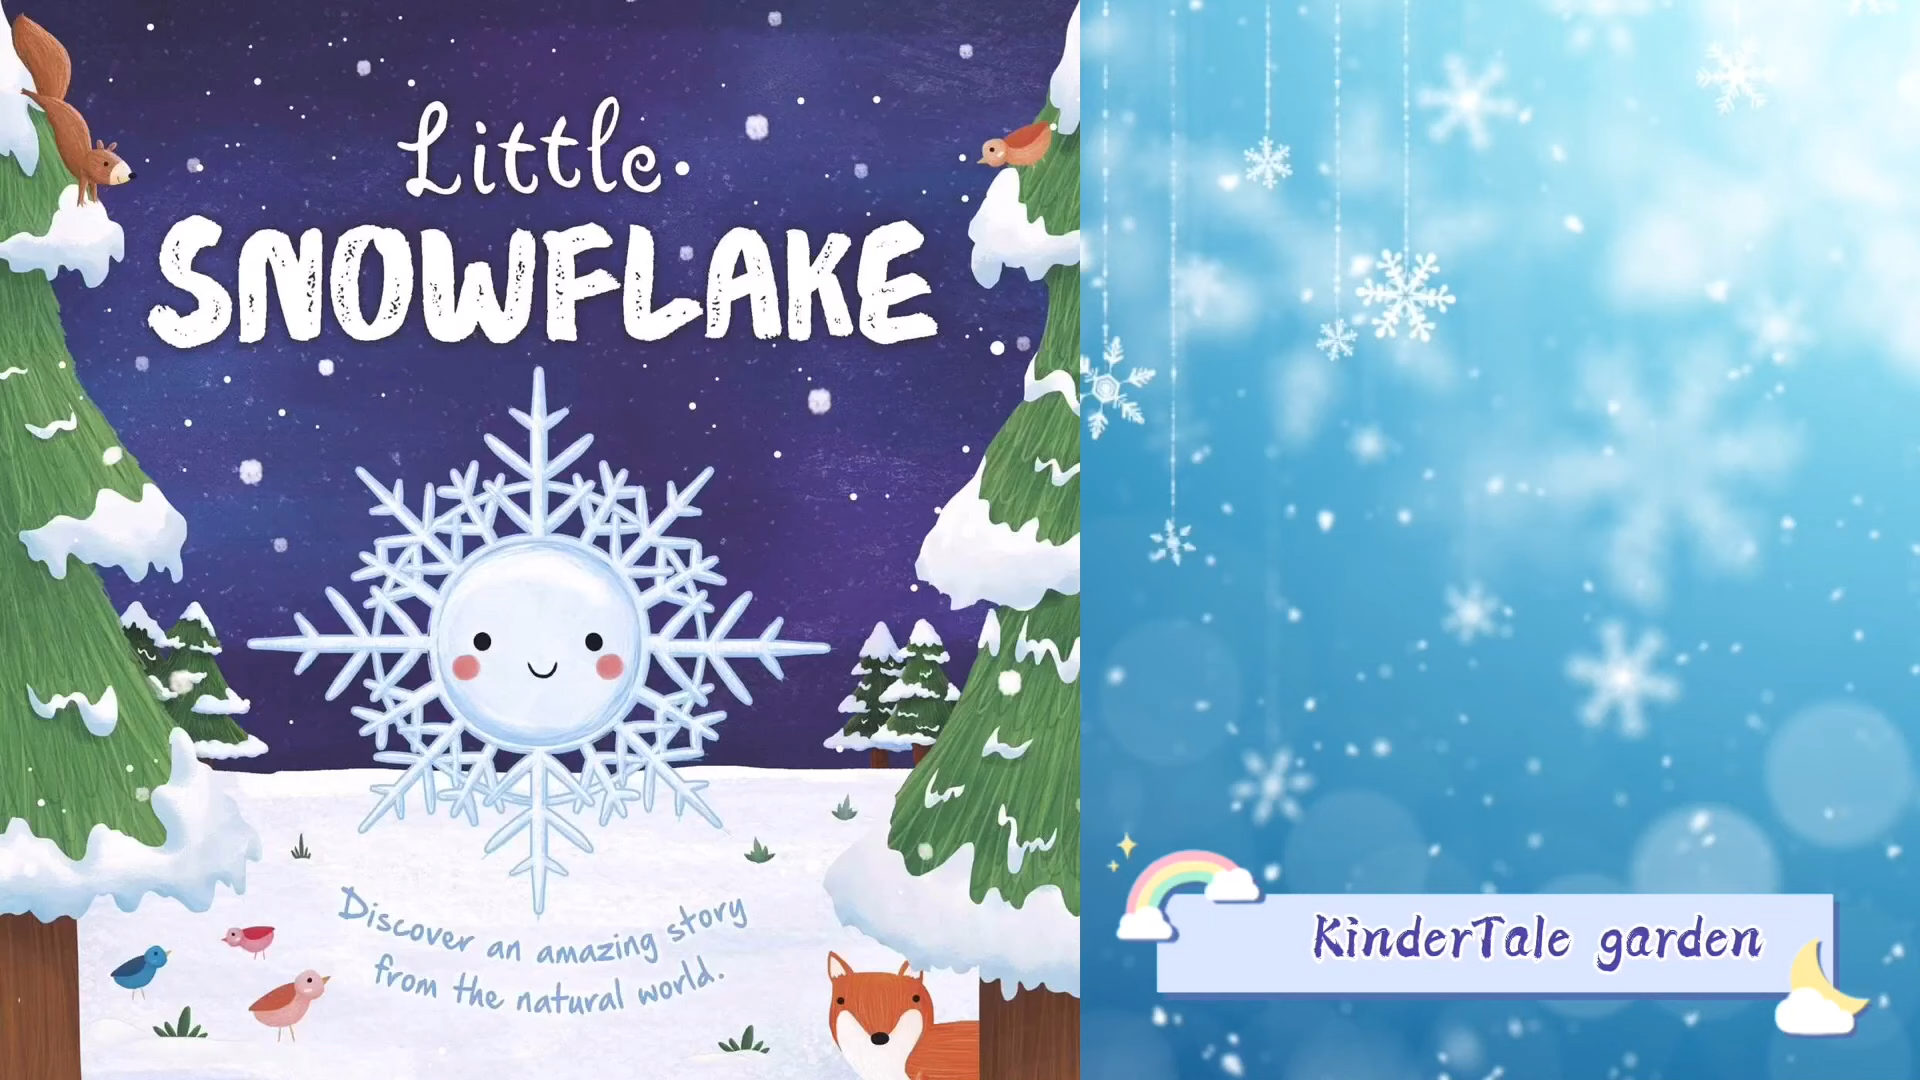 Little
SNOWFLAKE
Discover an amazing story
from the natural world.
KinderTale garden